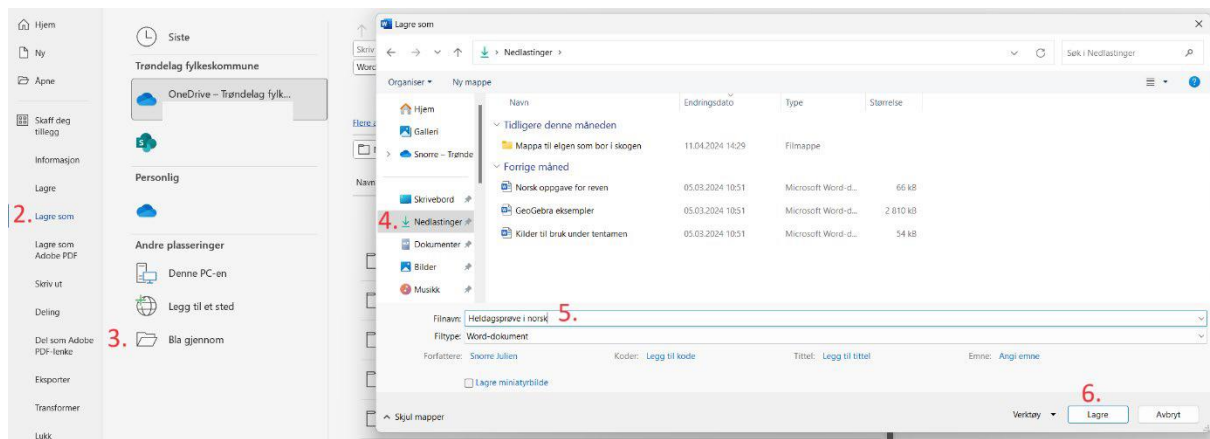 Hjem
Ny
Åpne
Skaff deg
tillegg
Informasjon
Lagre
2. Lagre som
Lagre som
Adobe PDF
Skriv ut
Deling
Del som Adobe
PDF-lenke
Eksporter
Transformer
Lukk
Siste
Trøndelag fylkeskommune
OneDrive – Trøndelag fylk...
Personlig
Andre plasseringer
Denne PC-en
Legg til et sted
3. Bla gjennom
Skriv
Word
Flere a
Navn
Lagre som
Nedlastinger
Søk i Nedlastinger
Organiser Ny mappe
Hjem
Galleri
Snorre – Trønde
Skrivebord
4. Nedlastinger
Dokumenter
Bilder
Musikk
Navn Endringsdato Type Størrelse
Tidligere denne måneden
Mappa til elgen som bor i skogen 11.04.2024 14:29 Filmappe
Forrige måned
Norsk oppgave for reven 05.03.2024 10:51 Microsoft Word-d... 66 kB
GeoGebra eksempler 05.03.2024 10:51 Microsoft Word-d... 2 810 kB
Kilder til bruk under tentamen 05.03.2024 10:51 Microsoft Word-d... 54 kB
Filnavn: Heldagsprøve i norsk 5.
Filtype: Word-dokument
Forfattere: Snorre Julien Koder: Legg til kode Tittel: Legg til tittel Emne: Angi emne
Lagre miniatyrbilde
6.
Skjul mapper Verktøy Lagre Avbryt